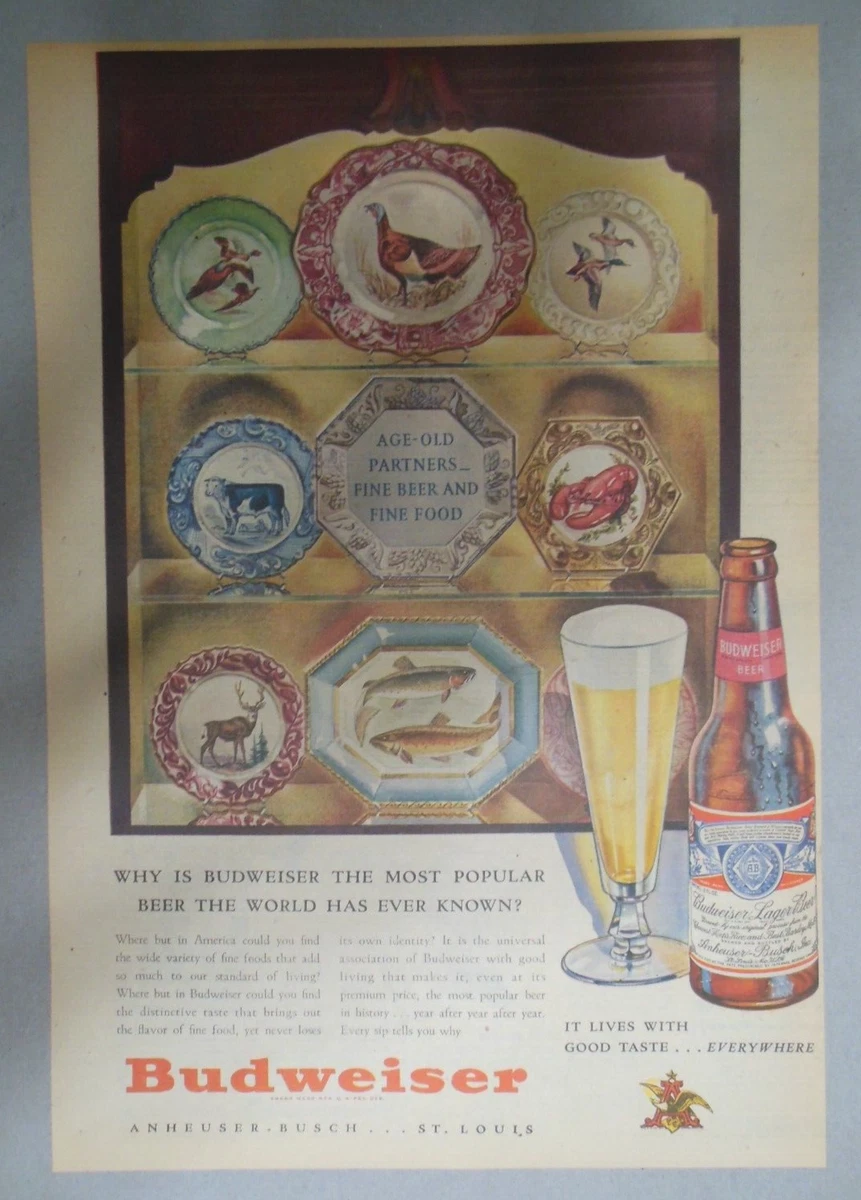 AGE-OLD
PARTNERS_
FINE BEER AND
FINE FOOD
BUDWEISER
BEER
Budweiser Lager Beer
Anheuser-Busch, Inc.
WHY IS BUDWEISER THE MOST POPULAR
BEER THE WORLD HAS EVER KNOWN?
Where but in America could you find
the wide variety of fine foods that add
so much to our standard of living?
Where but in Budweiser could you find
the distinctive taste that brings out
the flavor of fine food, yet never loses
its own identity? It is the universal
association of Budweiser with good
living that makes it, even at its
premium price, the most popular beer
in history . . . year after year after year.
Every sip tells you why
IT LIVES WITH
GOOD TASTE . . . EVERYWHERE
Budweiser
TRADE MARK REG. U. S. PAT. OFF.
ANHEUSER-BUSCH . . . ST. LOUIS